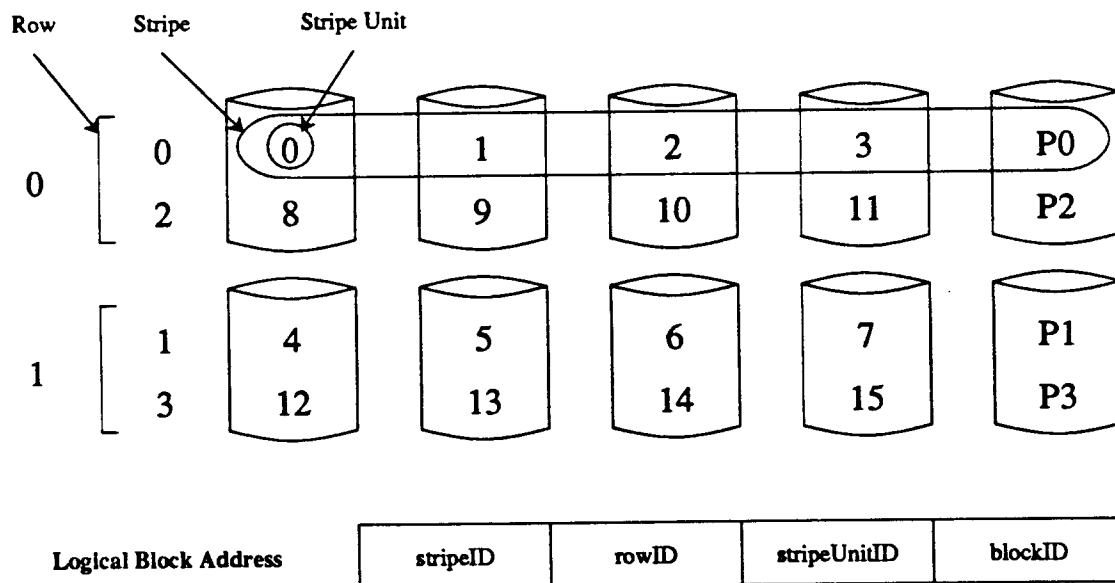 Row Stripe Stripe Unit
0 0 1 2 3 P0
0
2 8 9 10 11 P2
1 4 5 6 7 P1
1
3 12 13 14 15 P3
Logical Block Address stripeID rowID stripeUnitID blockID